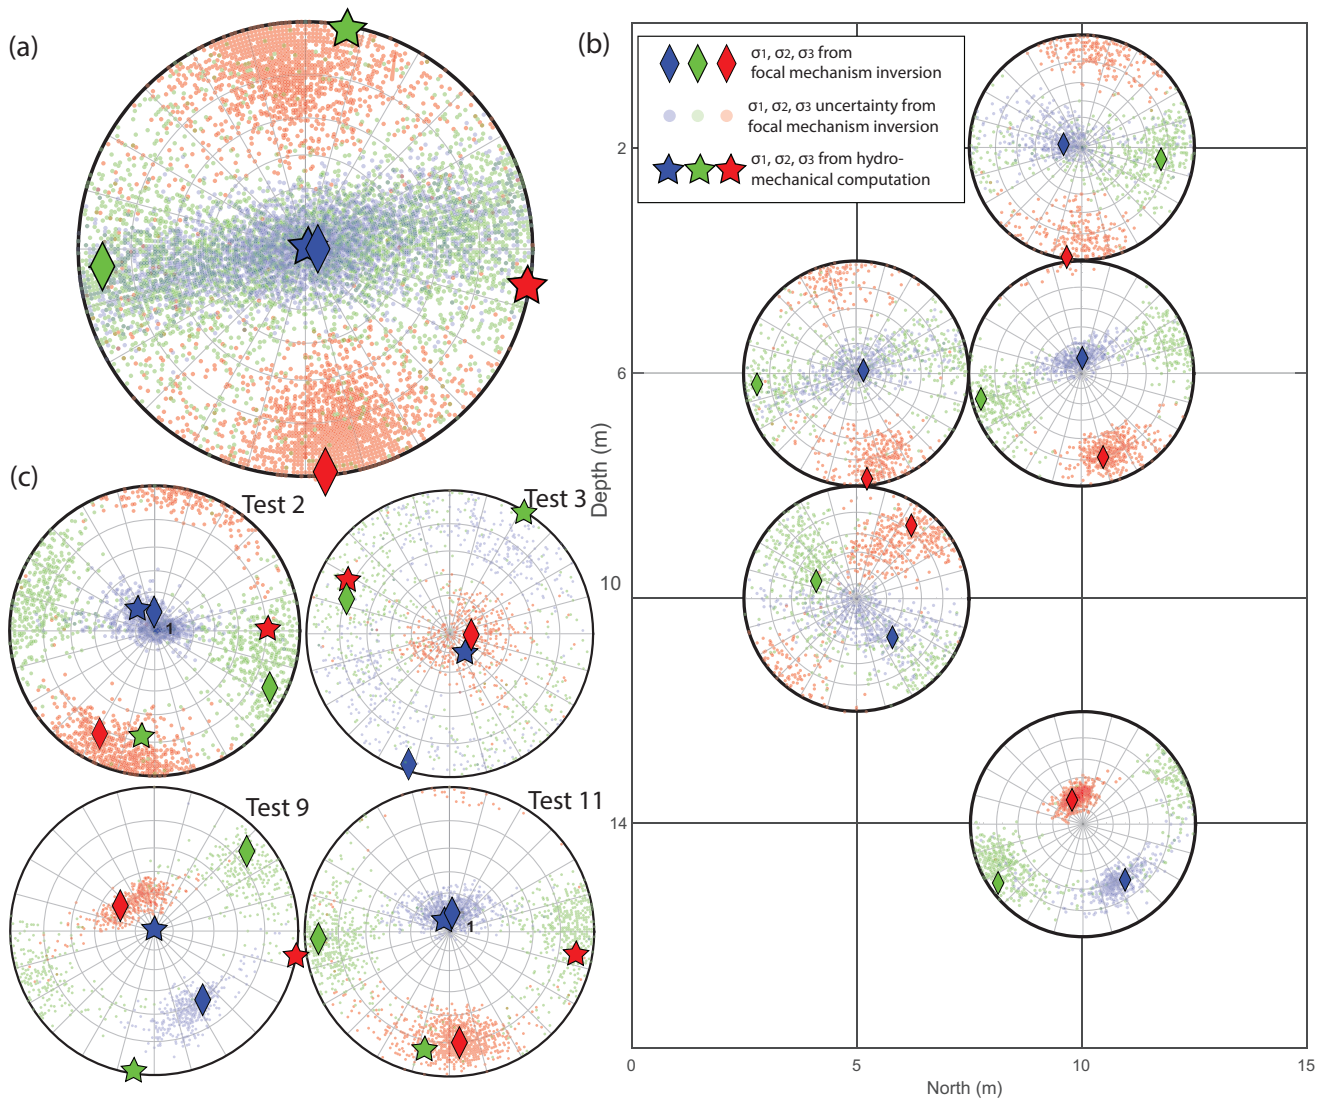 (a)
(b)
σ1, σ2, σ3 from
focal mechanism inversion
σ1, σ2, σ3 uncertainty from
focal mechanism inversion
σ1, σ2, σ3 from hydro-
mechanical computation
2
6
10
14
Depth (m)
0
5
10
15
North (m)
(c)
Test 2
1
Test 3
Test 9
Test 11
1